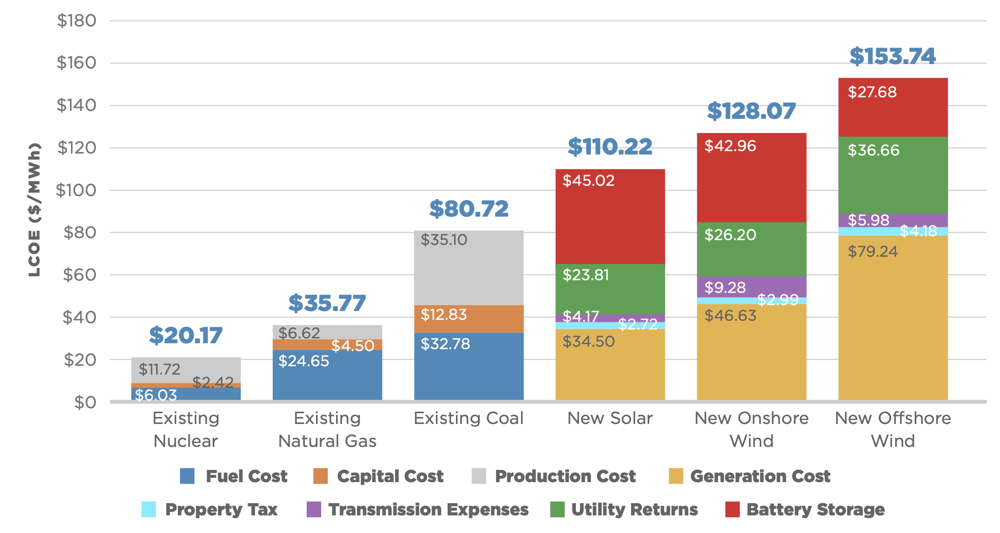 $180
$160
$140
$120
$100
$80
$60
$40
$20
$0
LCOE ($/MWh)
$20.17
$11.72
$2.42
$6.03
$35.77
$6.62
$4.50
$24.65
$80.72
$35.10
$12.83
$32.78
$110.22
$45.02
$23.81
$4.17
$2.72
$34.50
$128.07
$42.96
$26.20
$9.28
$2.99
$46.63
$153.74
$27.68
$36.66
$5.98
$4.18
$79.24
Existing
Nuclear
Existing
Natural Gas
Existing Coal
New Solar
New Onshore
Wind
New Offshore
Wind
Fuel Cost
Capital Cost
Production Cost
Generation Cost
Property Tax
Transmission Expenses
Utility Returns
Battery Storage